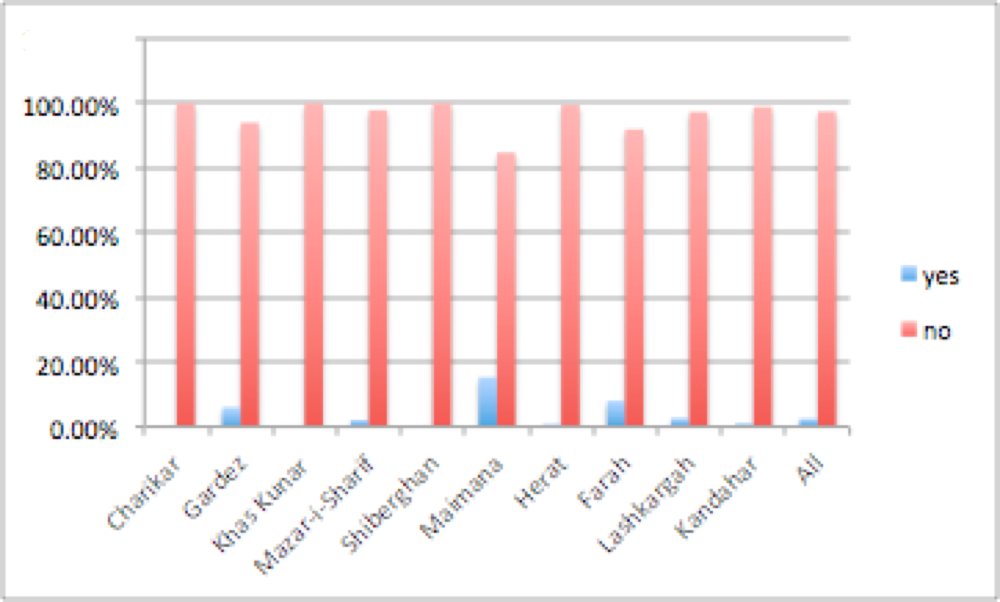 100.00%
80.00%
60.00%
40.00%
20.00%
0.00%
Charikar
Gardez
Khas Kunar
Mazar-i-Sharif
Shiberghan
Maimana
Herat
Farah
Lashkargah
Kandahar
All
yes
no